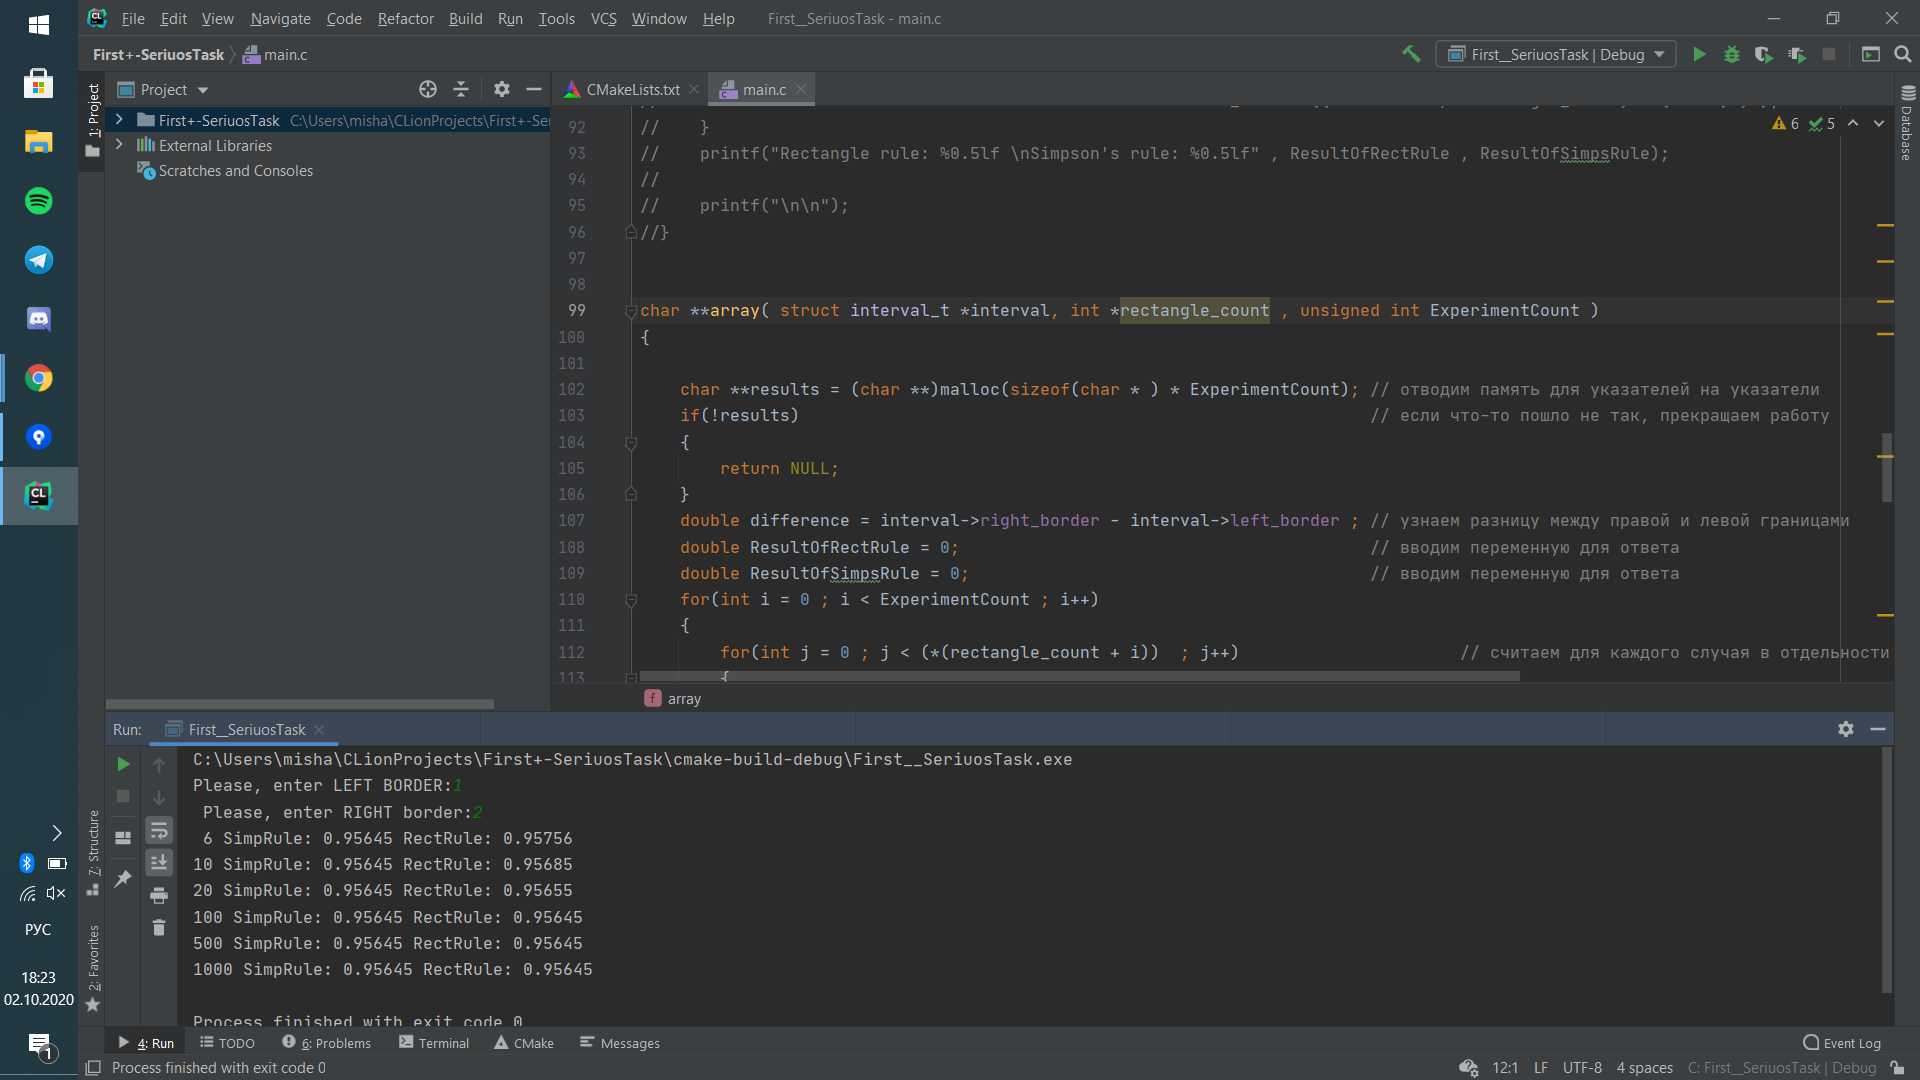 File Edit View Navigate Code Refactor Build Run Tools VCS Window Help First__SeriuosTask - main.c
First+-SeriuosTask main.c First__SeriuosTask | Debug
1: Project
Project
First+-SeriuosTask C:\Users\misha\CLionProjects\First+-Ser
External Libraries
Scratches and Consoles
CMakeLists.txt main.c
6 5
Database
92 // }
93 // printf("Rectangle rule: %0.5lf \nSimpson's rule: %0.5lf" , ResultOfRectRule , ResultOfSimpsRule);
94 //
95 // printf("\n\n");
96 //}
97
98
99 char **array( struct interval_t *interval, int *rectangle_count , unsigned int ExperimentCount )
100 {
101
102 char **results = (char **)malloc(sizeof(char * ) * ExperimentCount); // отводим память для указателей на указатели
103 if(!results) // если что-то пошло не так, прекращаем работу
104 {
105 return NULL;
106 }
107 double difference = interval->right_border - interval->left_border ; // узнаем разницу между правой и левой границами
108 double ResultOfRectRule = 0; // вводим переменную для ответа
109 double ResultOfSimpsRule = 0; // вводим переменную для ответа
110 for(int i = 0 ; i < ExperimentCount ; i++)
111 {
112 for(int j = 0 ; j < (*(rectangle_count + i)) ; j++) // считаем для каждого случая в отдельности
113 {
array
Run: First__SeriuosTask
C:\Users\misha\CLionProjects\First+-SeriuosTask\cmake-build-debug\First__SeriuosTask.exe
Please, enter LEFT BORDER:1
Please, enter RIGHT border:2
6 SimpRule: 0.95645 RectRule: 0.95756
10 SimpRule: 0.95645 RectRule: 0.95685
20 SimpRule: 0.95645 RectRule: 0.95655
100 SimpRule: 0.95645 RectRule: 0.95645
500 SimpRule: 0.95645 RectRule: 0.95645
1000 SimpRule: 0.95645 RectRule: 0.95645
Process finished with exit code 0
7: Structure
2: Favorites
4: Run TODO 6: Problems Terminal CMake Messages Event Log
Process finished with exit code 0 12:1 LF UTF-8 4 spaces C: First__SeriuosTask | Debug
РУС
18:23
02.10.2020
1